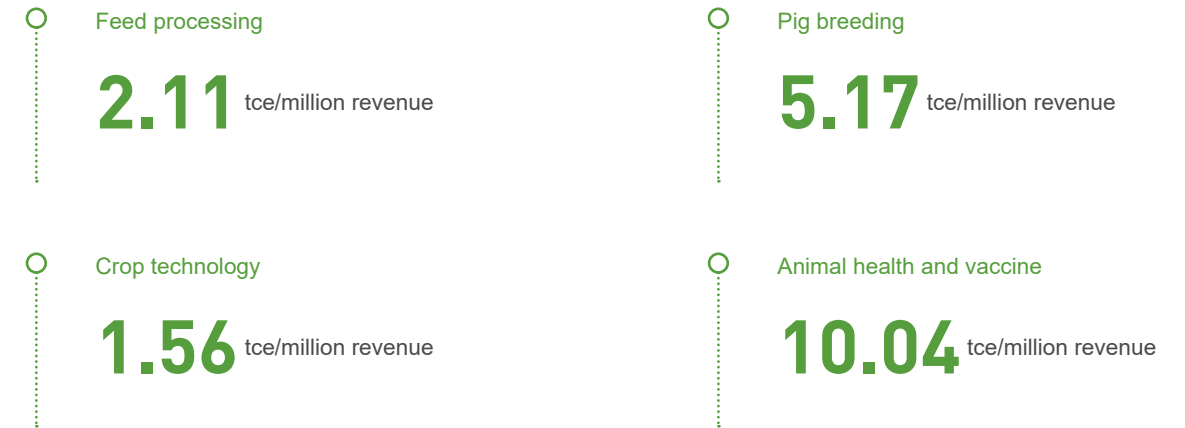 Feed processing
2.11 tce/million revenue
Pig breeding
5.17 tce/million revenue
Crop technology
1.56 tce/million revenue
Animal health and vaccine
10.04 tce/million revenue